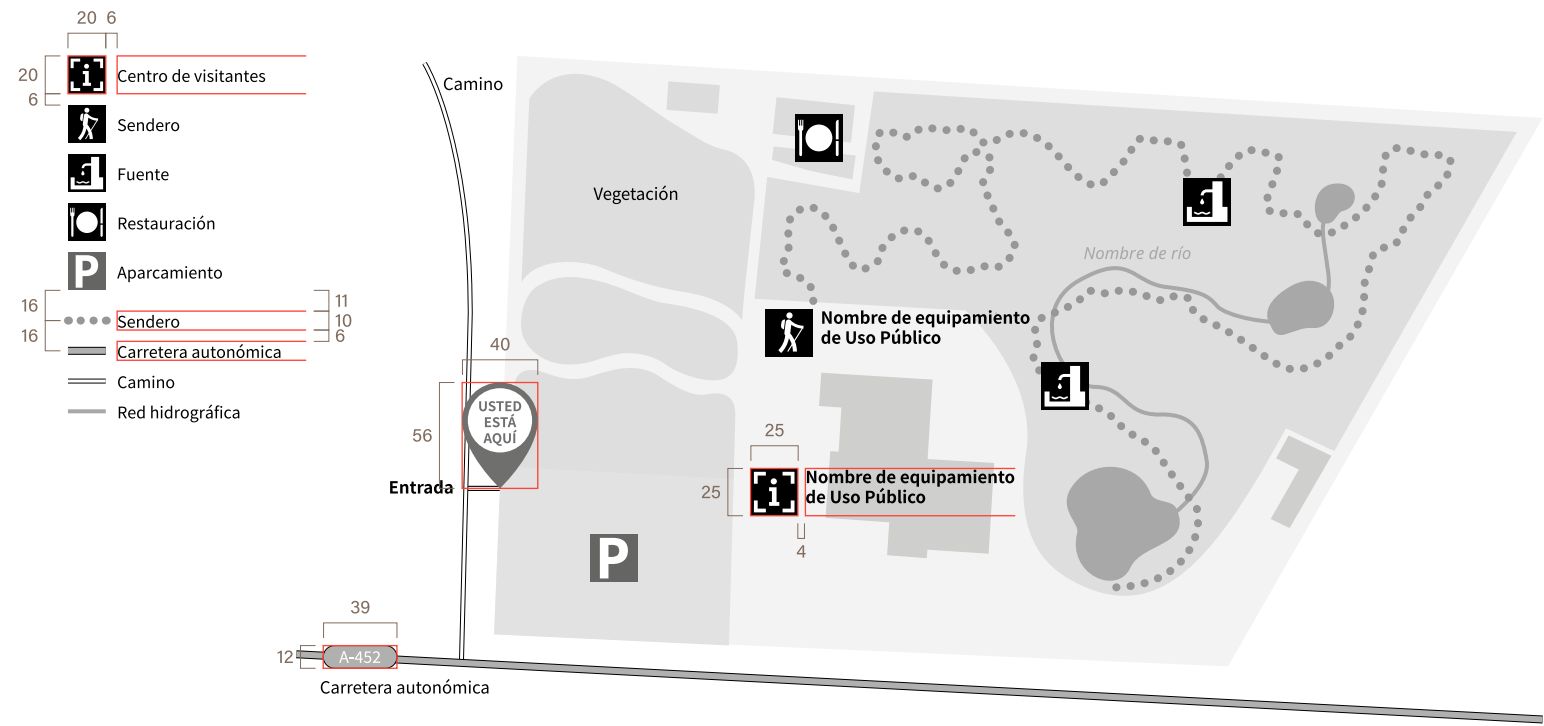 20 6
20
6
Centro de visitantes
Sendero
Fuente
Restauración
P
Aparcamiento
16
16
11
10
6
Sendero
Carretera autonómica
Camino
Red hidrográfica
Camino
Vegetación
Nombre de río
Nombre de equipamiento
de Uso Público
40
56
USTED
ESTÁ
AQUÍ
Entrada
25
25
4
i
Nombre de equipamiento
de Uso Público
P
39
12
A-452
Carretera autonómica